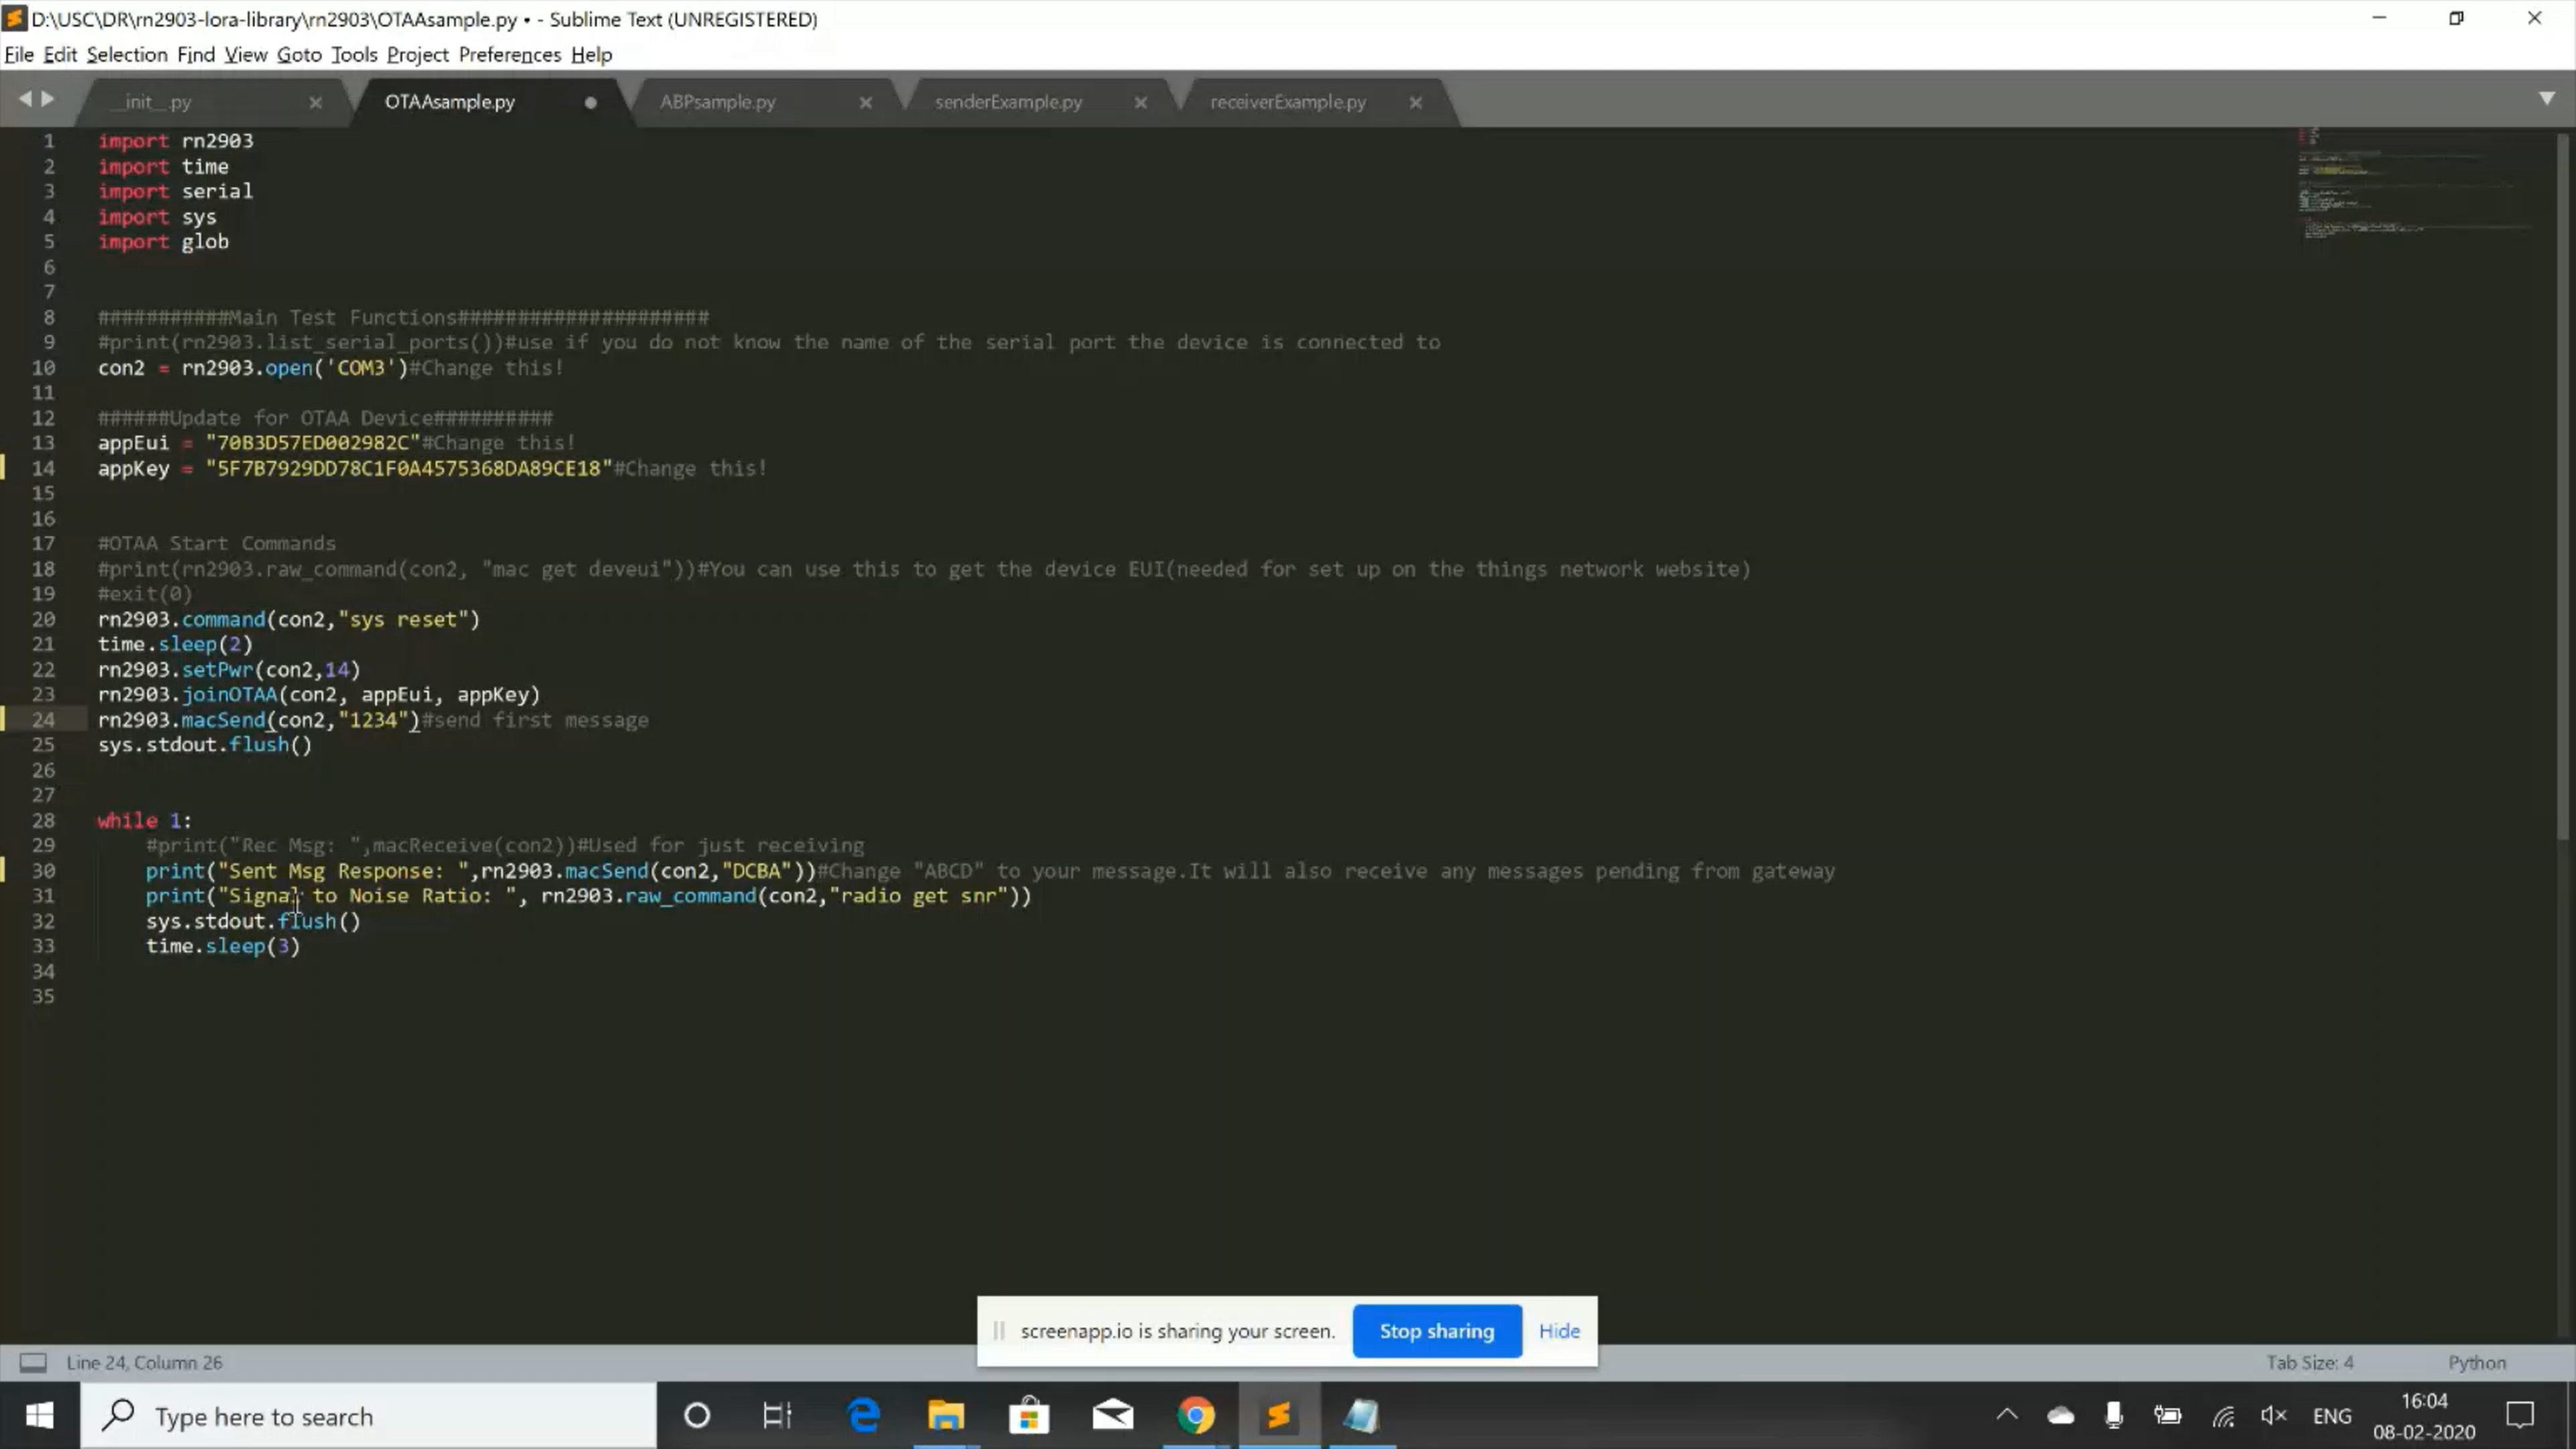 D:\USC\DR\rn2903-lora-library\rn2903\OTAAsample.py • - Sublime Text (UNREGISTERED)
File Edit Selection Find View Goto Tools Project Preferences Help
__init__.py OTAAsample.py ABPsample.py senderExample.py receiverExample.py
1 import rn2903
2 import time
3 import serial
4 import sys
5 import glob
6
7
8 ###########Main Test Functions#####################
9 #print(rn2903.list_serial_ports())#use if you do not know the name of the serial port the device is connected to
10 con2 = rn2903.open('COM3')#Change this!
11
12 ######Update for OTAA Device##########
13 appEui = "70B3D57ED002982C"#Change this!
14 appKey = "5F7B7929DD78C1F0A4575368DA89CE18"#Change this!
15
16
17 #OTAA Start Commands
18 #print(rn2903.raw_command(con2, "mac get deveui"))#You can use this to get the device EUI(needed for set up on the things network website)
19 #exit(0)
20 rn2903.command(con2,"sys reset")
21 time.sleep(2)
22 rn2903.setPwr(con2,14)
23 rn2903.joinOTAA(con2, appEui, appKey)
24 rn2903.macSend(con2,"1234")#send first message
25 sys.stdout.flush()
26
27
28 while 1:
29 #print("Rec Msg: ",macReceive(con2))#Used for just receiving
30 print("Sent Msg Response: ",rn2903.macSend(con2,"DCBA"))#Change "ABCD" to your message.It will also receive any messages pending from gateway
31 print("Signal to Noise Ratio: ", rn2903.raw_command(con2,"radio get snr"))
32 sys.stdout.flush()
33 time.sleep(3)
34
35
screenapp.io is sharing your screen. Stop sharing Hide
Line 24, Column 26 Tab Size: 4 Python
Type here to search ENG 16:04
08-02-2020